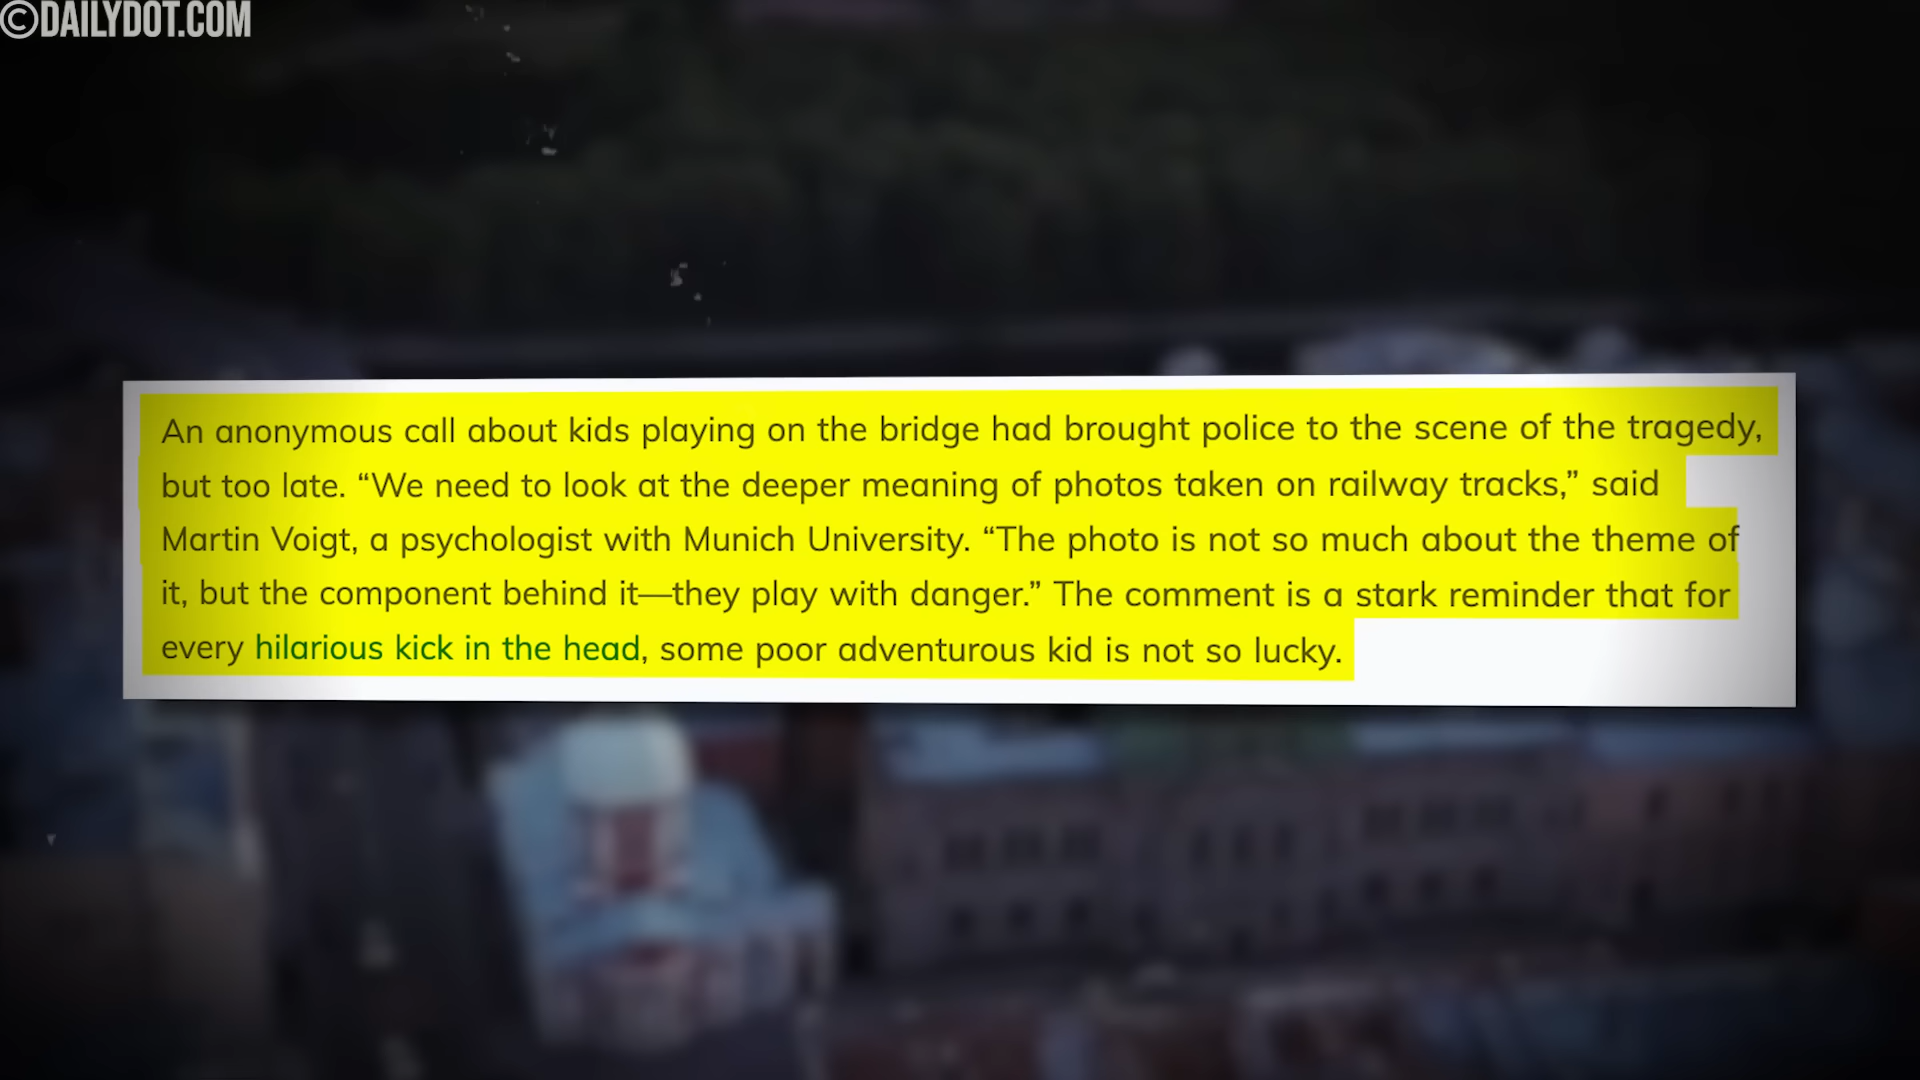 ©DAILYDOT.COM
An anonymous call about kids playing on the bridge had brought police to the scene of the tragedy,
but too late. “We need to look at the deeper meaning of photos taken on railway tracks,” said
Martin Voigt, a psychologist with Munich University. “The photo is not so much about the theme of
it, but the component behind it—they play with danger.” The comment is a stark reminder that for
every hilarious kick in the head, some poor adventurous kid is not so lucky.